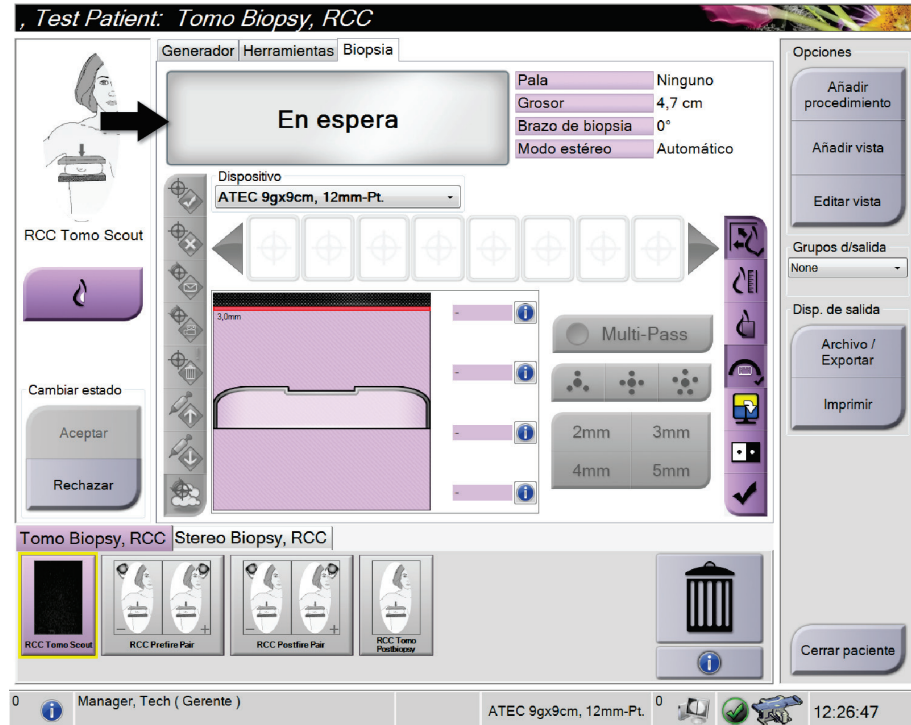 , Test Patient: Tomo Biopsy, RCC
Generador Herramientas Biopsia
En espera
Pala Ninguno
Grosor 4,7 cm
Brazo de biopsia 0°
Modo estéreo Automático
Dispositivo
ATEC 9gx9cm, 12mm-Pt.
RCC Tomo Scout
3,0mm
-
-
-
-
Multi-Pass
2mm 3mm
4mm 5mm
Cambiar estado
Aceptar
Rechazar
Opciones
Añadir
procedimiento
Añadir vista
Editar vista
Grupos d/salida
None
Disp. de salida
Archivo /
Exportar
Imprimir
Tomo Biopsy, RCC Stereo Biopsy, RCC
RCC Tomo Scout
- +
RCC Prefire Pair
- +
RCC Postfire Pair
RCC Tomo
Postbiopsy
Cerrar paciente
0 Manager, Tech ( Gerente ) ATEC 9gx9cm, 12mm-Pt. 0 12:26:47